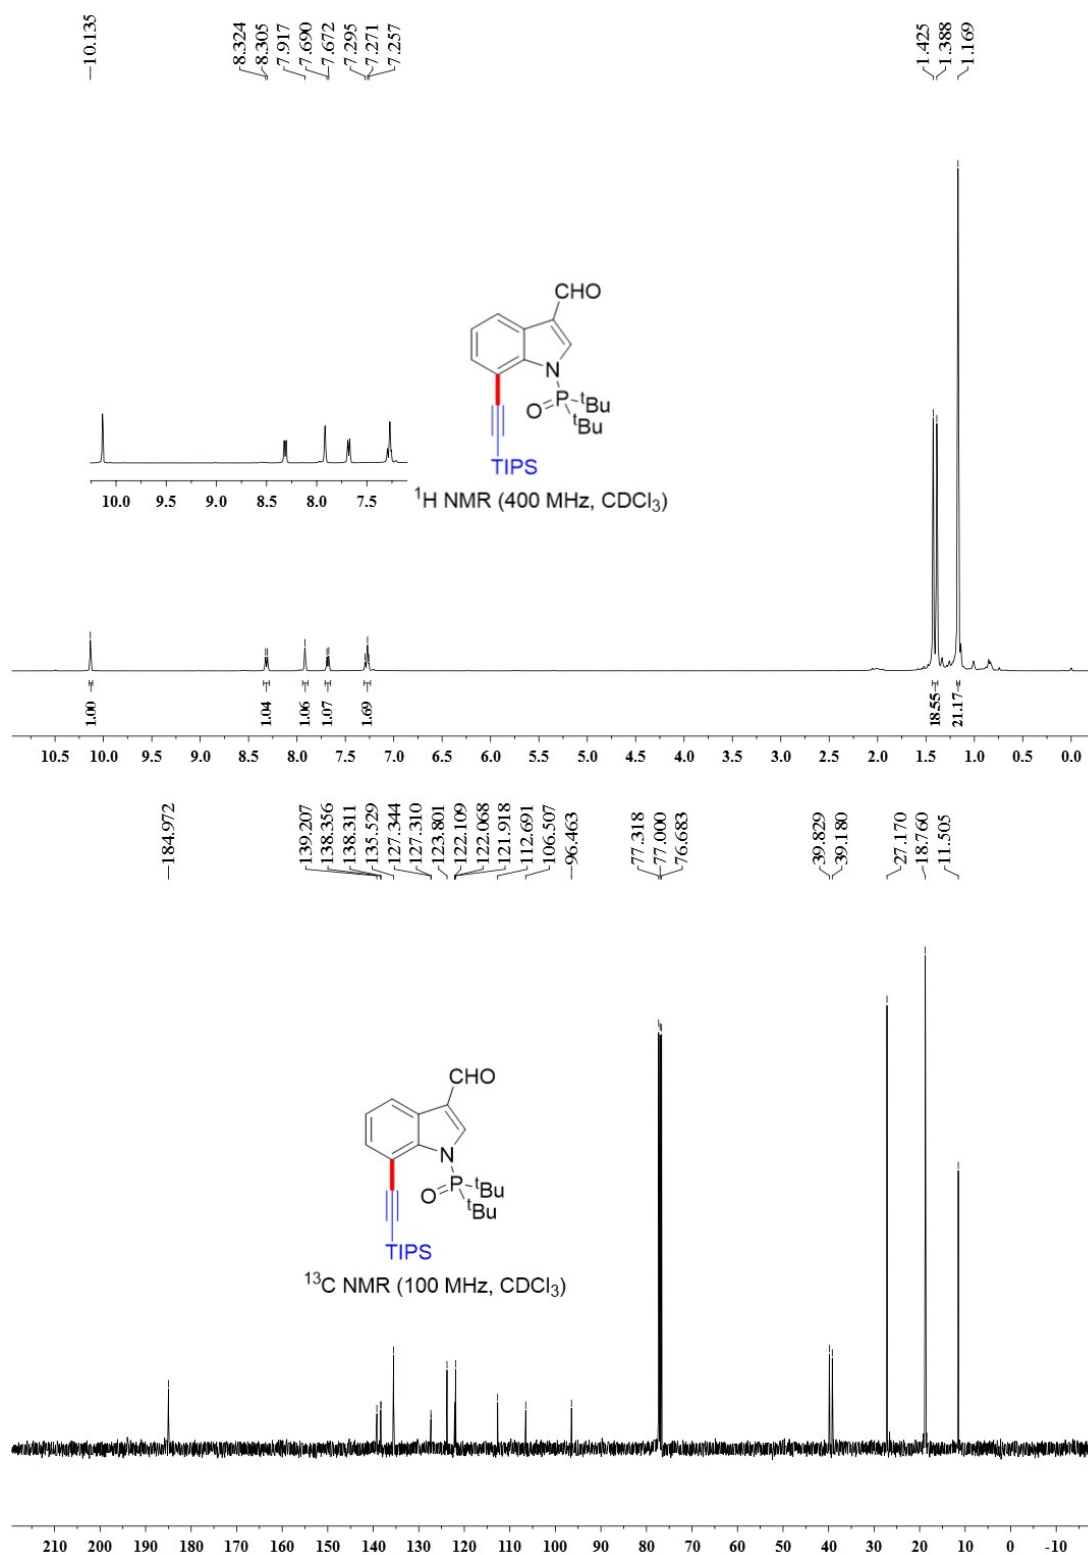 10.135
8.324
8.305
7.917
7.690
7.672
7.295
7.271
7.257
1.425
1.388
1.169
CHO
N
O=P
tBu
tBu
TIPS
1H NMR (400 MHz, CDCl3)
10.0 9.5 9.0 8.5 8.0 7.5
1.00
1.04
1.06
1.07
1.69
18.55
21.17
10.5 10.0 9.5 9.0 8.5 8.0 7.5 7.0 6.5 6.0 5.5 5.0 4.5 4.0 3.5 3.0 2.5 2.0 1.5 1.0 0.5 0.0
184.972
139.207
138.356
138.311
135.529
127.344
127.310
123.801
122.109
122.068
121.918
112.691
106.507
96.463
77.318
77.000
76.683
39.829
39.180
27.170
18.760
11.505
CHO
N
O=P
tBu
tBu
TIPS
13C NMR (100 MHz, CDCl3)
210 200 190 180 170 160 150 140 130 120 110 100 90 80 70 60 50 40 30 20 10 0 -10